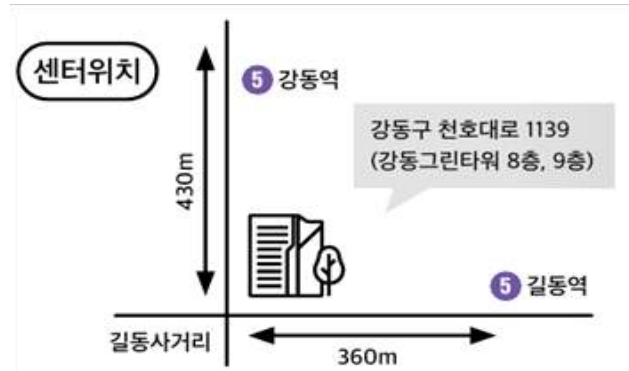 센터위치
5 강동역
강동구 천호대로 1139
(강동그린타워 8층, 9층)
430m
5 길동역
길동사거리
360m